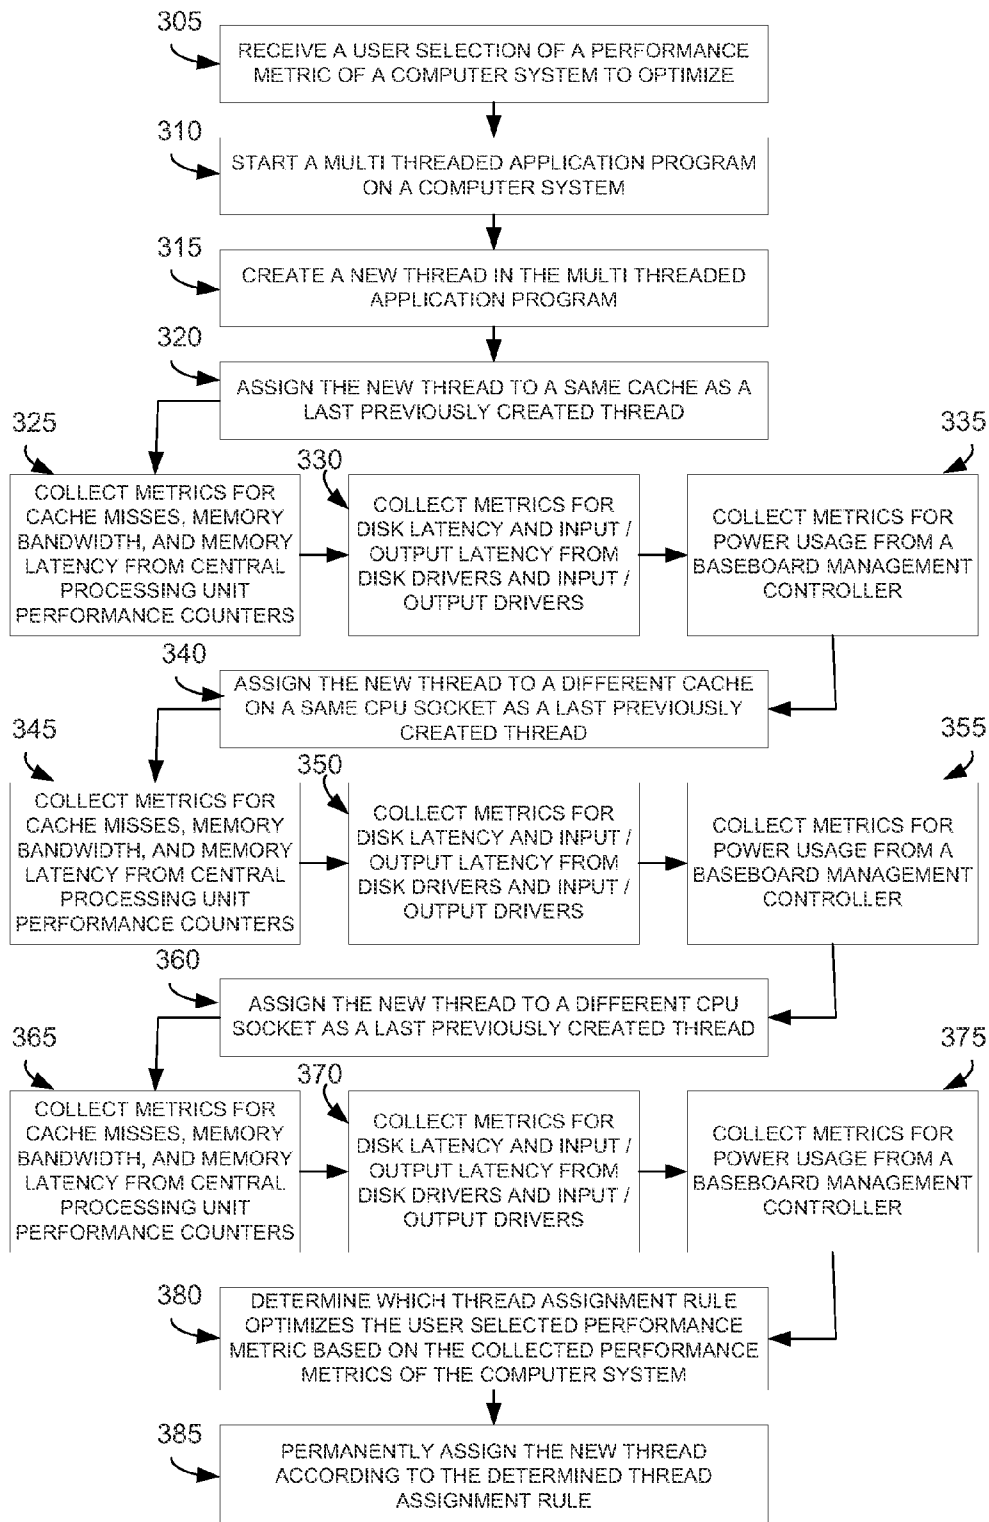 305
RECEIVE A USER SELECTION OF A PERFORMANCE
METRIC OF A COMPUTER SYSTEM TO OPTIMIZE
310
START A MULTI THREADED APPLICATION PROGRAM
ON A COMPUTER SYSTEM
315
CREATE A NEW THREAD IN THE MULTI THREADED
APPLICATION PROGRAM
320
ASSIGN THE NEW THREAD TO A SAME CACHE AS A
LAST PREVIOUSLY CREATED THREAD
325
COLLECT METRICS FOR
CACHE MISSES, MEMORY
BANDWIDTH, AND MEMORY
LATENCY FROM CENTRAL
PROCESSING UNIT
PERFORMANCE COUNTERS
330
COLLECT METRICS FOR
DISK LATENCY AND INPUT /
OUTPUT LATENCY FROM
DISK DRIVERS AND INPUT /
OUTPUT DRIVERS
335
COLLECT METRICS FOR
POWER USAGE FROM A
BASEBOARD MANAGEMENT
CONTROLLER
340
ASSIGN THE NEW THREAD TO A DIFFERENT CACHE
ON A SAME CPU SOCKET AS A LAST PREVIOUSLY
CREATED THREAD
345
COLLECT METRICS FOR
CACHE MISSES, MEMORY
BANDWIDTH, AND MEMORY
LATENCY FROM CENTRAL
PROCESSING UNIT
PERFORMANCE COUNTERS
350
COLLECT METRICS FOR
DISK LATENCY AND INPUT /
OUTPUT LATENCY FROM
DISK DRIVERS AND INPUT /
OUTPUT DRIVERS
355
COLLECT METRICS FOR
POWER USAGE FROM A
BASEBOARD MANAGEMENT
CONTROLLER
360
ASSIGN THE NEW THREAD TO A DIFFERENT CPU
SOCKET AS A LAST PREVIOUSLY CREATED THREAD
365
COLLECT METRICS FOR
CACHE MISSES, MEMORY
BANDWIDTH, AND MEMORY
LATENCY FROM CENTRAL
PROCESSING UNIT
PERFORMANCE COUNTERS
370
COLLECT METRICS FOR
DISK LATENCY AND INPUT /
OUTPUT LATENCY FROM
DISK DRIVERS AND INPUT /
OUTPUT DRIVERS
375
COLLECT METRICS FOR
POWER USAGE FROM A
BASEBOARD MANAGEMENT
CONTROLLER
380
DETERMINE WHICH THREAD ASSIGNMENT RULE
OPTIMIZES THE USER SELECTED PERFORMANCE
METRIC BASED ON THE COLLECTED PERFORMANCE
METRICS OF THE COMPUTER SYSTEM
385
PERMANENTLY ASSIGN THE NEW THREAD
ACCORDING TO THE DETERMINED THREAD
ASSIGNMENT RULE